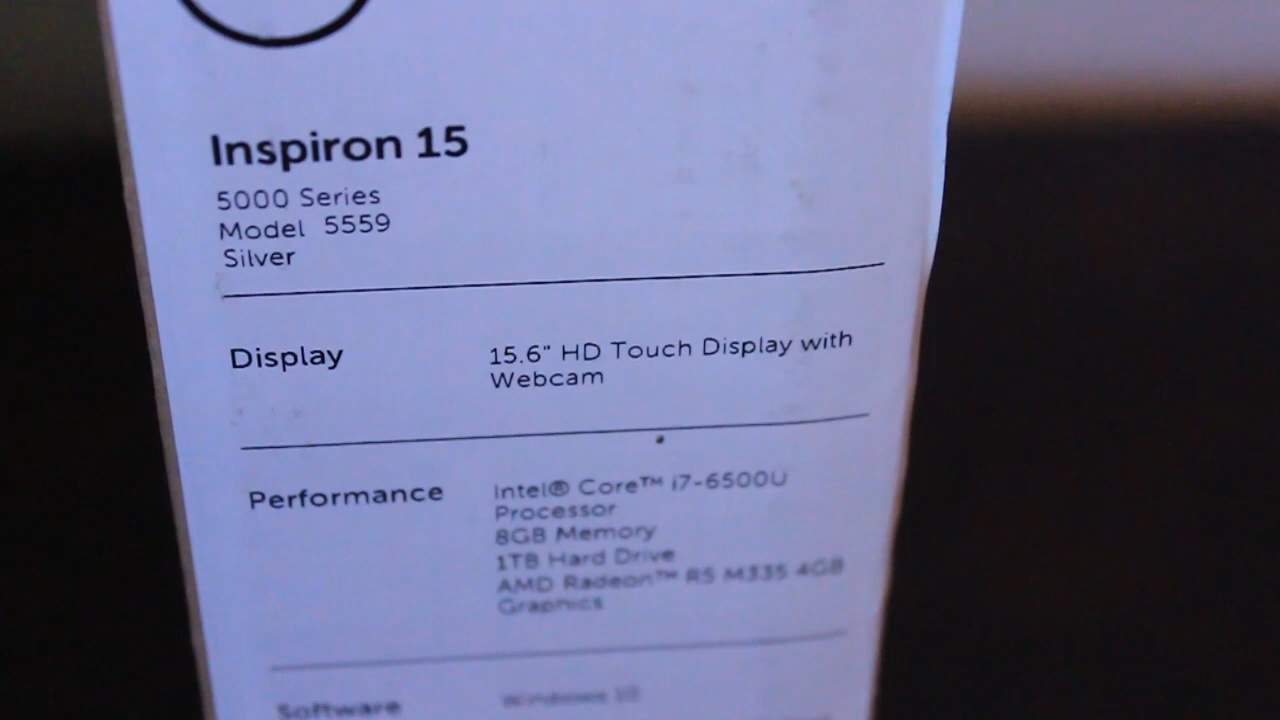 Inspiron 15
5000 Series
Model 5559
Silver
Display
15.6" HD Touch Display with
Webcam
Performance
Intel® Core™ i7-6500U
Processor
8GB Memory
1TB Hard Drive
AMD Radeon™ R5 M335 4GB
Graphics
Software
Windows 10